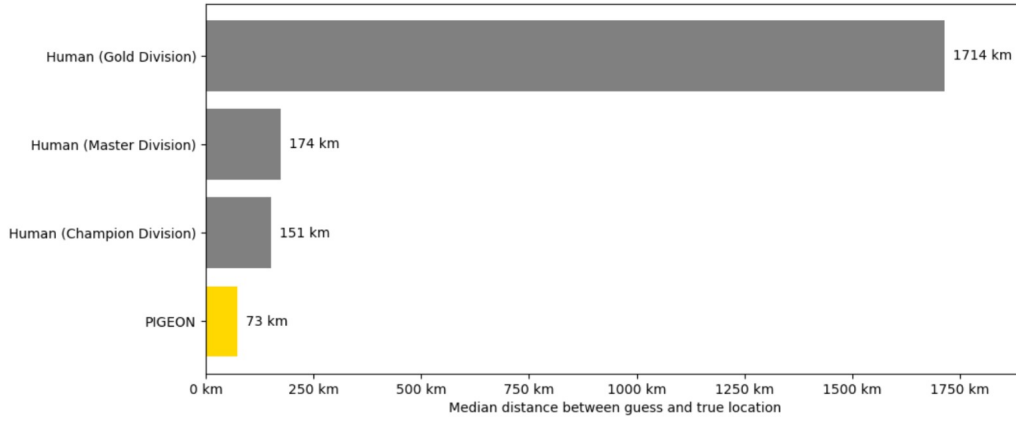 Human (Gold Division)
1714 km
Human (Master Division)
174 km
Human (Champion Division)
151 km
PIGEON
73 km
0 km 250 km 500 km 750 km 1000 km 1250 km 1500 km 1750 km
Median distance between guess and true location